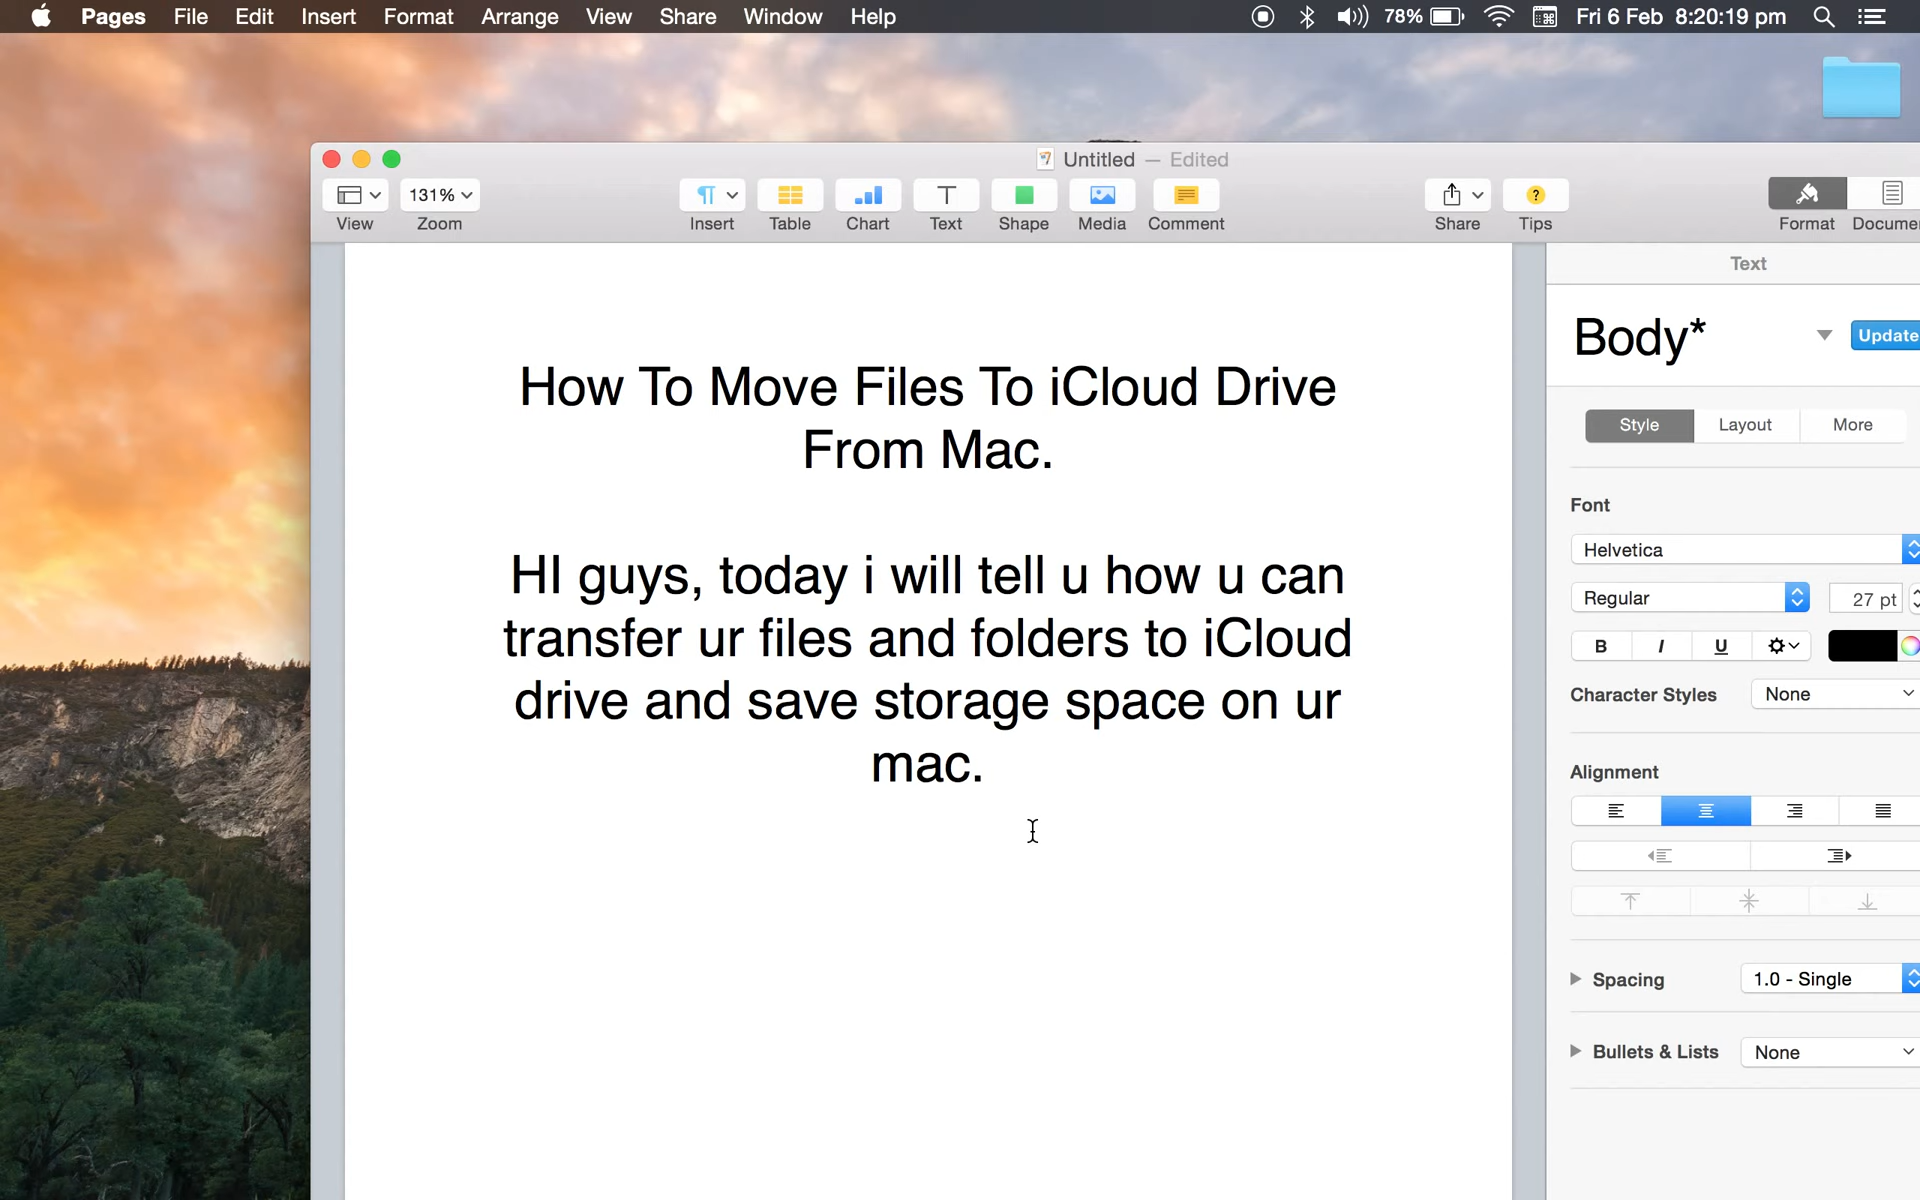 Pages File Edit Insert Format Arrange View Share Window Help 78% Fri 6 Feb 8:20:19 pm
Untitled — Edited
131%
View Zoom Insert Table Chart Text Shape Media Comment Share Tips Format Documen
Text
Body* Update
Style Layout More
Font
Helvetica
Regular 27 pt
B I U
Character Styles None
Alignment
Spacing 1.0 - Single
Bullets & Lists None
How To Move Files To iCloud Drive
From Mac.
HI guys, today i will tell u how u can
transfer ur files and folders to iCloud
drive and save storage space on ur
mac.